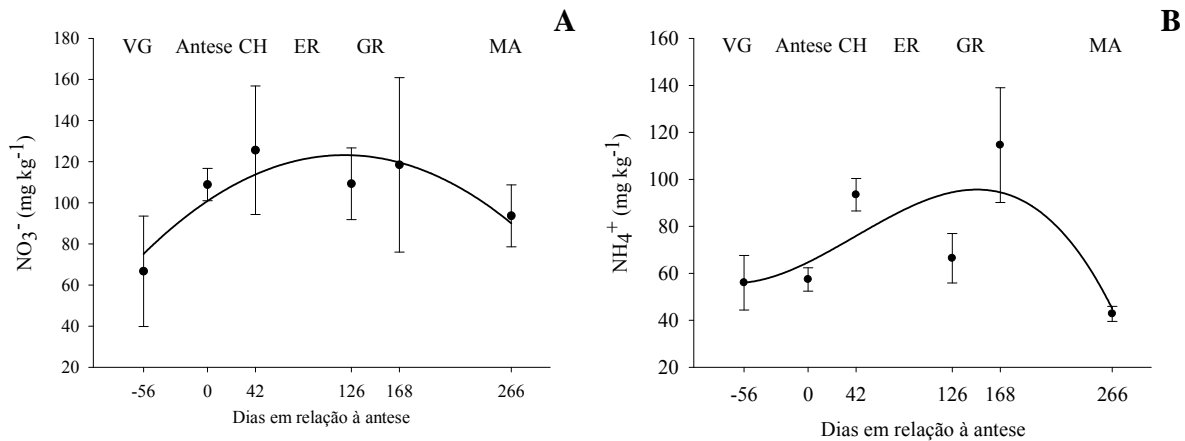 A
180
160
140
120
100
80
60
40
20
VG Antese CH ER GR MA
NO3- (mg kg-1)
-56 0 42 126 168 266
Dias em relação à antese
B
160
140
120
100
80
60
40
20
VG Antese CH ER GR MA
NH4+ (mg kg-1)
-56 0 42 126 168 266
Dias em relação à antese